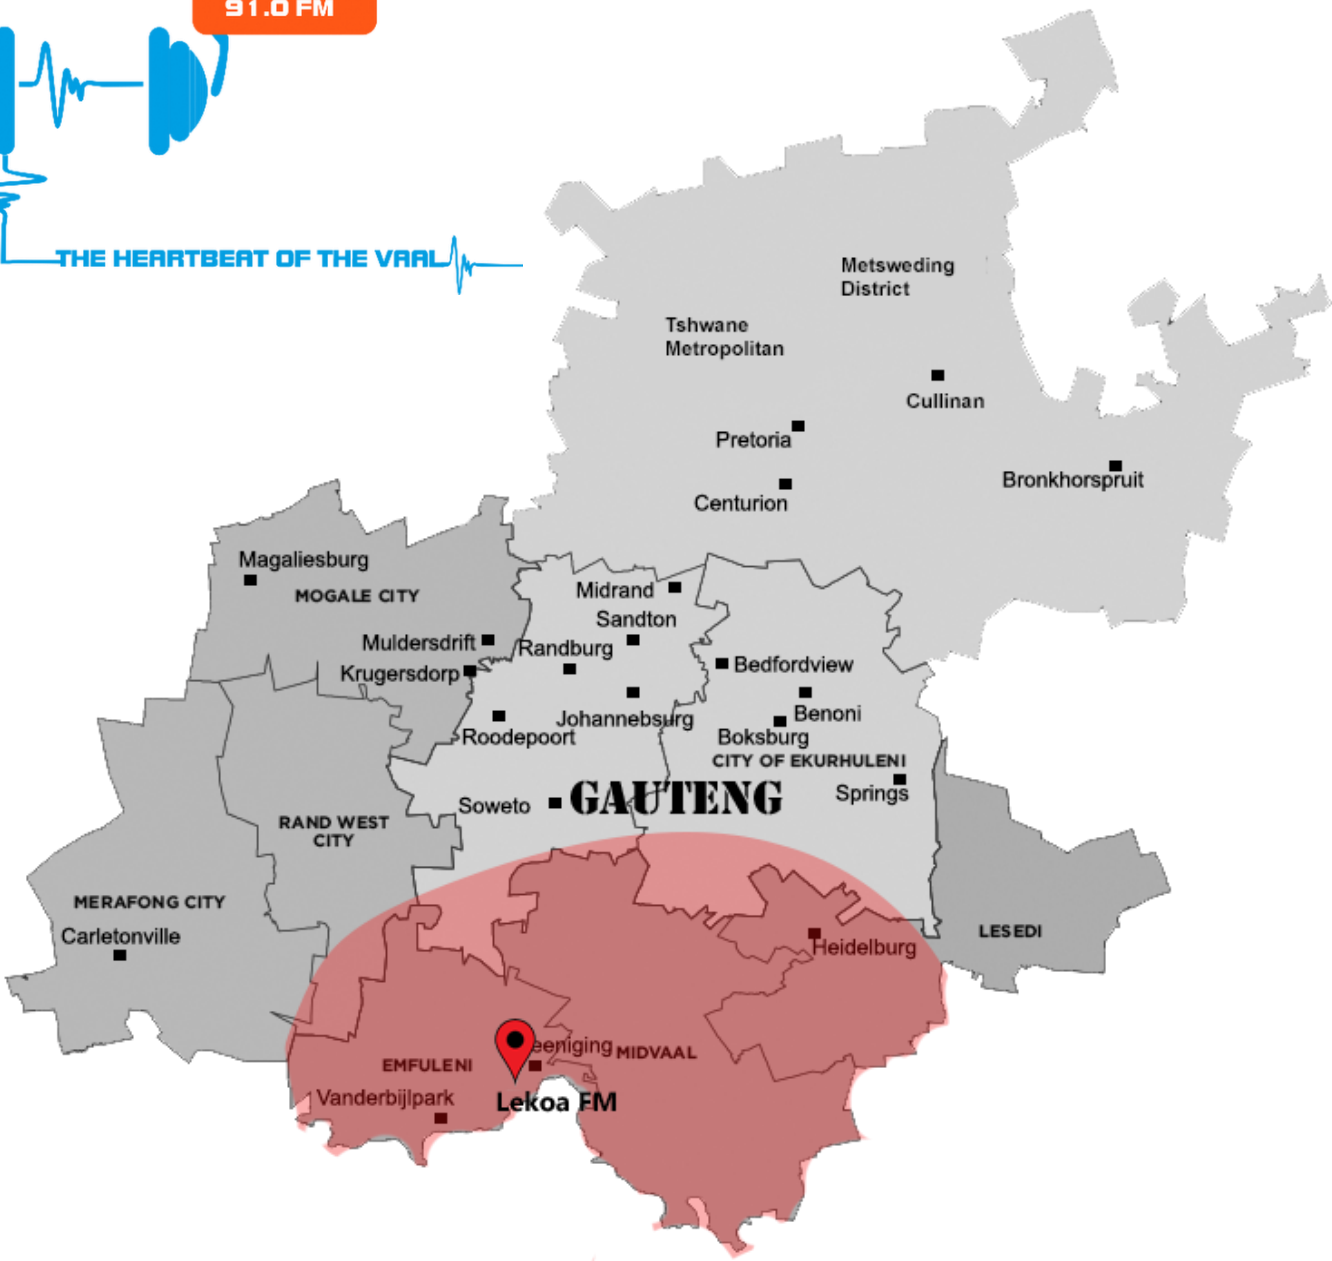 91.0 FM
THE HEARTBEAT OF THE VAAL
Metsweding
District
Tshwane
Metropolitan
Cullinan
Pretoria
Bronkhorspruit
Centurion
Magaliesburg
MOGALE CITY
Midrand
Sandton
Muldersdrift
Randburg
Krugersdorp
Bedfordview
Johannebsurg
Benoni
Roodepoort
Boksburg
CITY OF EKURHULENI
Springs
Soweto
GAUTENG
RAND WEST
CITY
MERAFONG CITY
Carletonville
LESEDI
Heidelburg
eeniging
MIDVAAL
EMFULENI
Vanderbijlpark
Lekoa FM